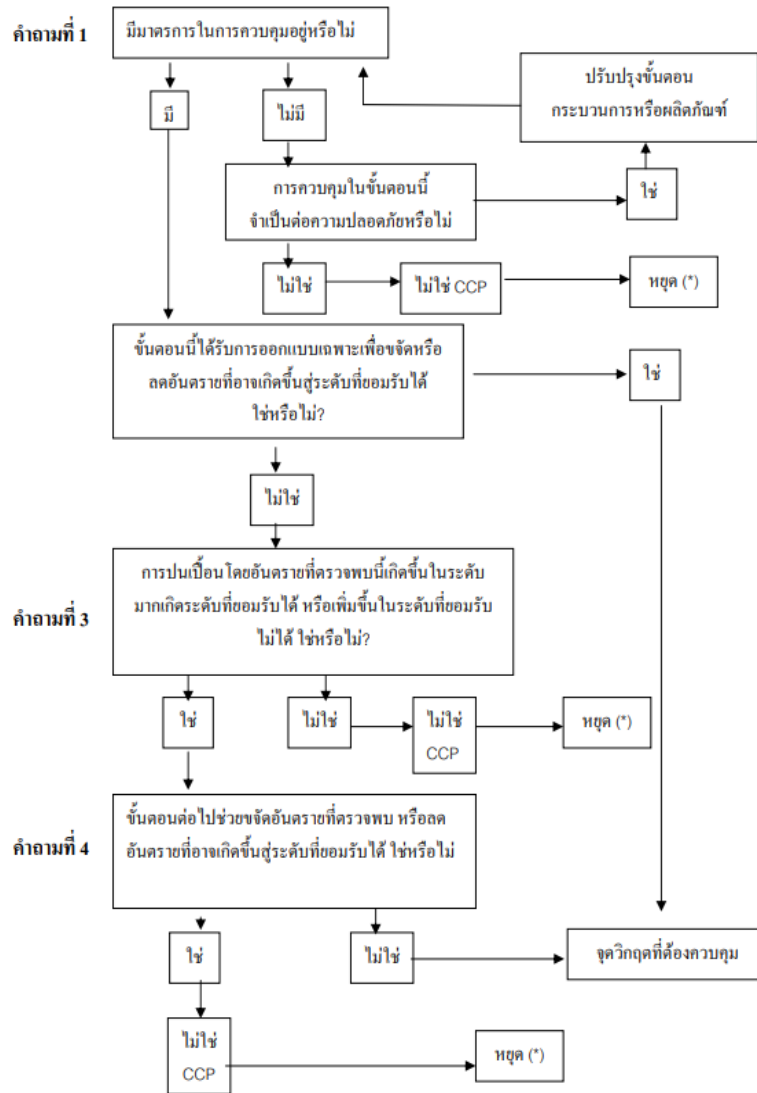 คำถามที่ 1
มีมาตรการในการควบคุมอยู่หรือไม่
ปรับปรุงขั้นตอน
กระบวนการหรือผลิตภัณฑ์
มี
ไม่มี
การควบคุมในขั้นตอนนี้
จำเป็นต่อความปลอดภัยหรือไม่
ใช่
ไม่ใช่
ไม่ใช่ CCP
หยุด (*)
ขั้นตอนนี้ได้รับการออกแบบเฉพาะเพื่อขจัดหรือ
ลดอันตรายที่อาจเกิดขึ้นสู่ระดับที่ยอมรับได้
ใช่หรือไม่?
ใช่
ไม่ใช่
คำถามที่ 3
การปนเปื้อนโดยอันตรายที่ตรวจพบนี้เกิดขึ้นในระดับ
มากเกิดระดับที่ยอมรับได้ หรือเพิ่มขึ้นในระดับที่ยอมรับ
ไม่ได้ ใช่หรือไม่?
ใช่
ไม่ใช่
ไม่ใช่
CCP
หยุด (*)
คำถามที่ 4
ขั้นตอนต่อไปช่วยขจัดอันตรายที่ตรวจพบ หรือลด
อันตรายที่อาจเกิดขึ้นสู่ระดับที่ยอมรับได้ ใช่หรือไม่
ใช่
ไม่ใช่
จุดวิกฤตที่ต้องควบคุม
ไม่ใช่
CCP
หยุด (*)